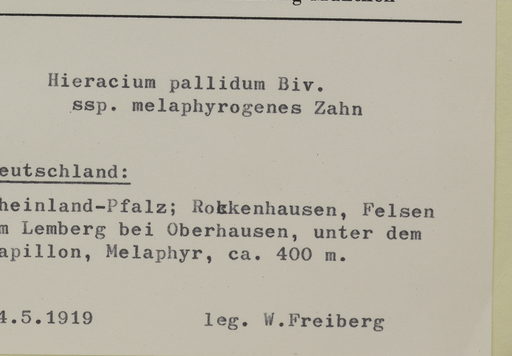 Hieracium pallidum Biv.
ssp. melaphyrogenes Zahn
eutschland:
heinland-Pfalz; Rokkenhausen, Felsen
m Lemberg bei Oberhausen, unter dem
apillon, Melaphyr, ca. 400 m.
4.5.1919 leg. W.Freiberg